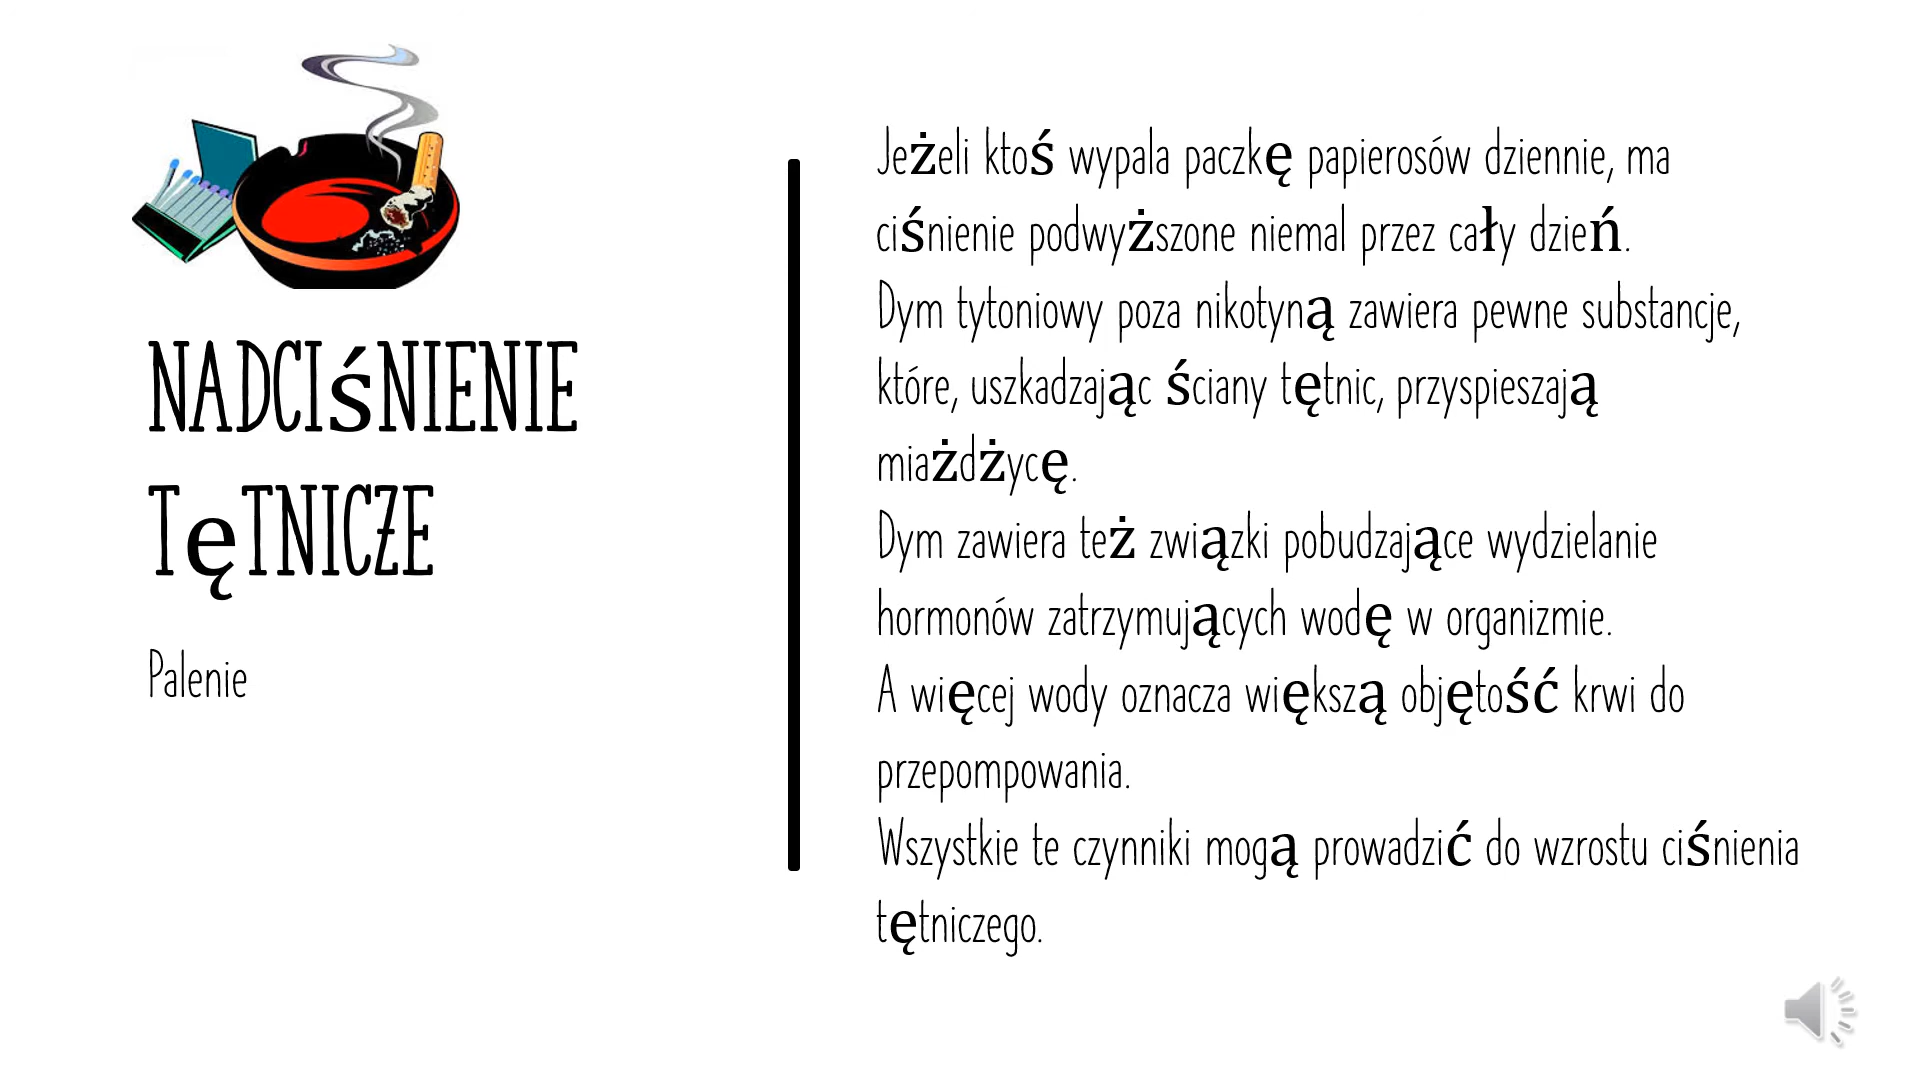 NADCIśNIENIE
TęTNICZE
Palenie
Jeżeli ktoś wypala paczkę papierosów dziennie, ma
ciśnienie podwyższone niemal przez cały dzień.
Dym tytoniowy poza nikotyną zawiera pewne substancje,
które, uszkadzając ściany tętnic, przyspieszają
miażdżycę.
Dym zawiera też związki pobudzające wydzielanie
hormonów zatrzymujących wodę w organizmie.
A więcej wody oznacza większą objętość krwi do
przepompowania.
Wszystkie te czynniki mogą prowadzić do wzrostu ciśnienia
tętniczego.